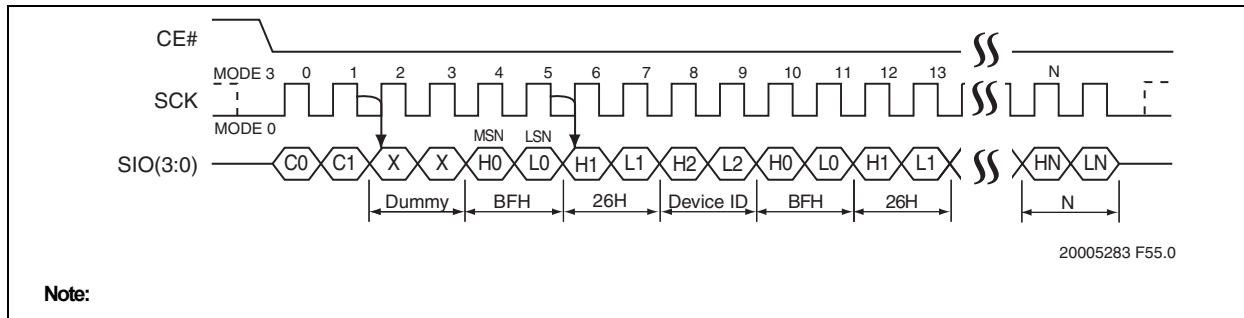 CE#
MODE 3 0 1 2 3 4 5 6 7 8 9 10 11 12 13 N
SCK
MODE 0
MSN LSN
SIO(3:0) C0 C1 X X H0 L0 H1 L1 H2 L2 H0 L0 H1 L1 HN LN
Dummy BFH 26H Device ID BFH 26H N
20005283 F55.0
Note: